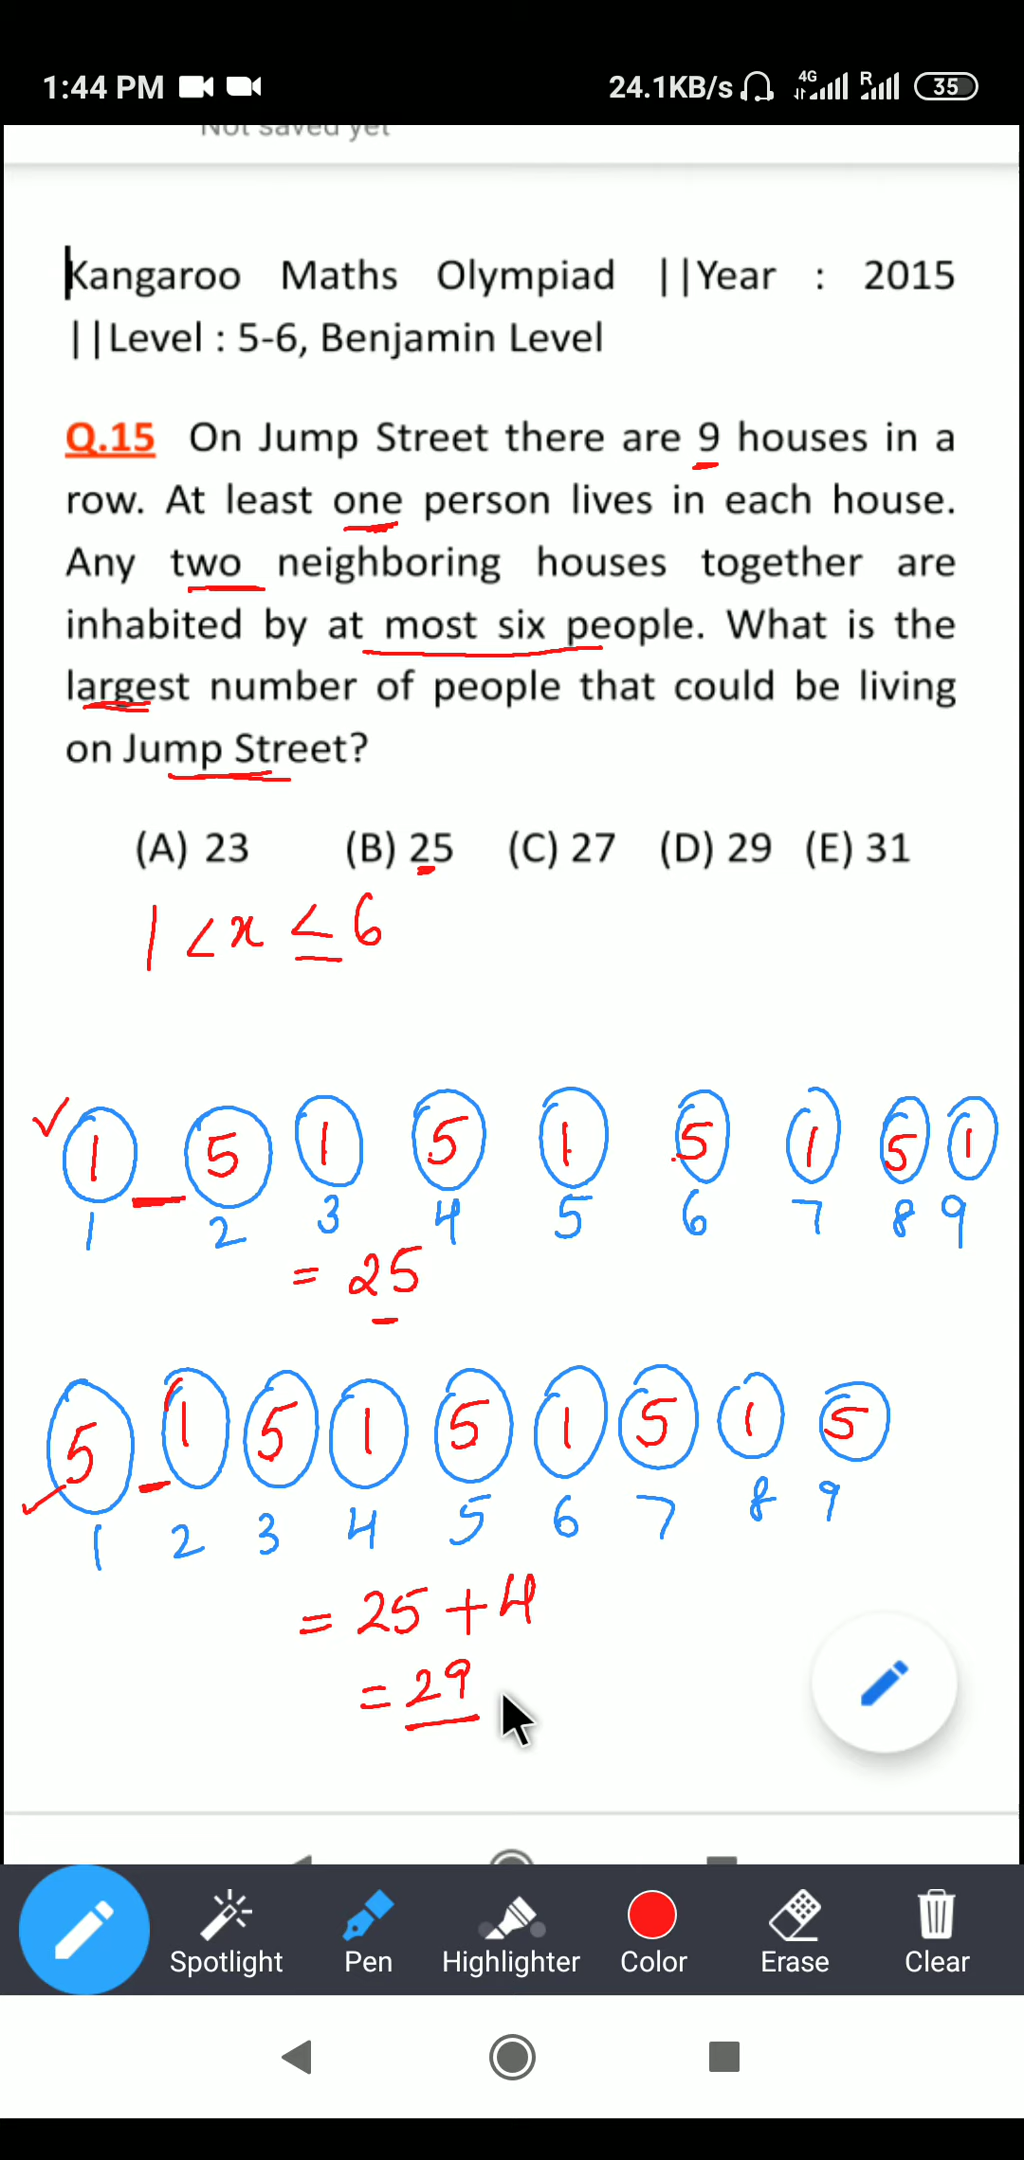 1:44 PM 24.1KB/s 4G R 35
Not saved yet
Kangaroo Maths Olympiad ||Year : 2015
||Level : 5-6, Benjamin Level
Q.15 On Jump Street there are 9 houses in a
row. At least one person lives in each house.
Any two neighboring houses together are
inhabited by at most six people. What is the
largest number of people that could be living
on Jump Street?
(A) 23 (B) 25 (C) 27 (D) 29 (E) 31
1 < x ≤ 6
1 5 1 5 1 5 1 5 1
1 2 3 4 5 6 7 8 9
= 25
5 1 5 1 5 1 5 1 5
1 2 3 4 5 6 7 8 9
= 25 + 4
= 29
Spotlight Pen Highlighter Color Erase Clear